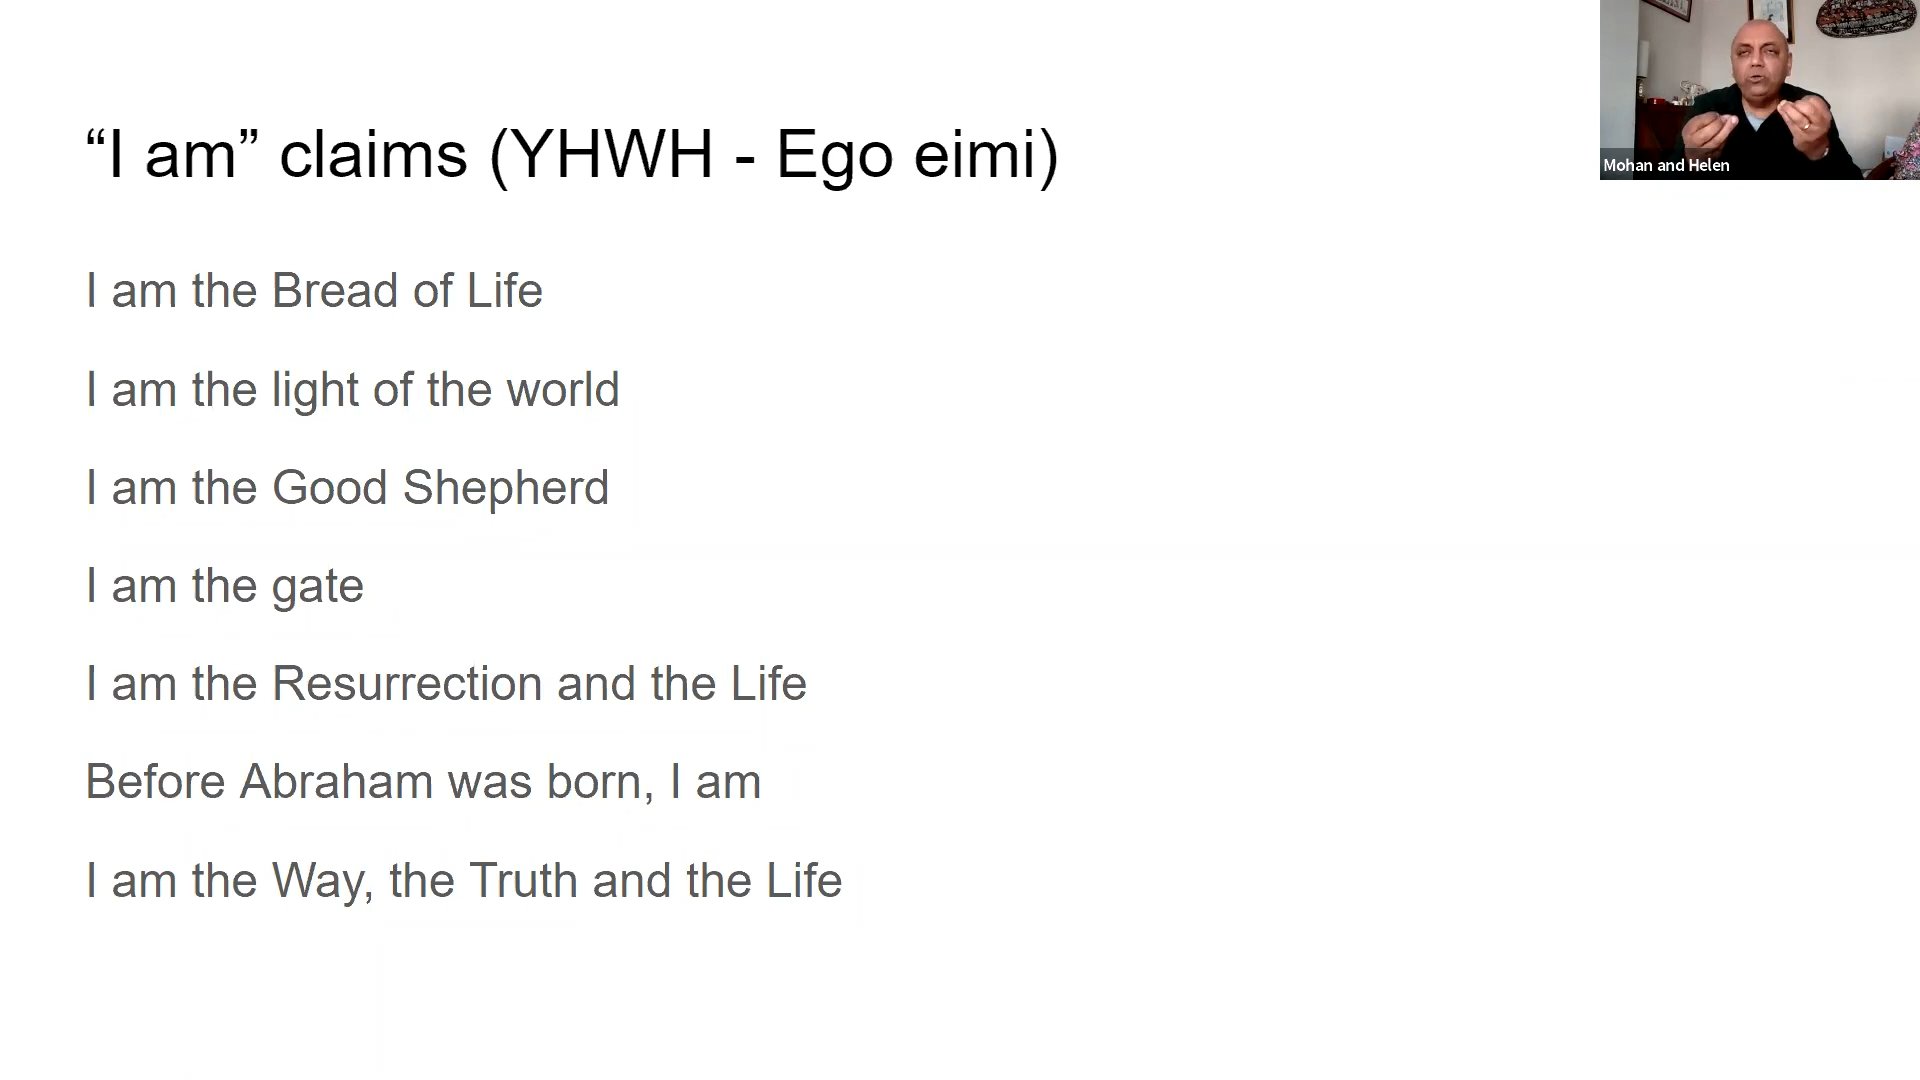 “I am” claims (YHWH - Ego eimi)
I am the Bread of Life
I am the light of the world
I am the Good Shepherd
I am the gate
I am the Resurrection and the Life
Before Abraham was born, I am
I am the Way, the Truth and the Life
Mohan and Helen